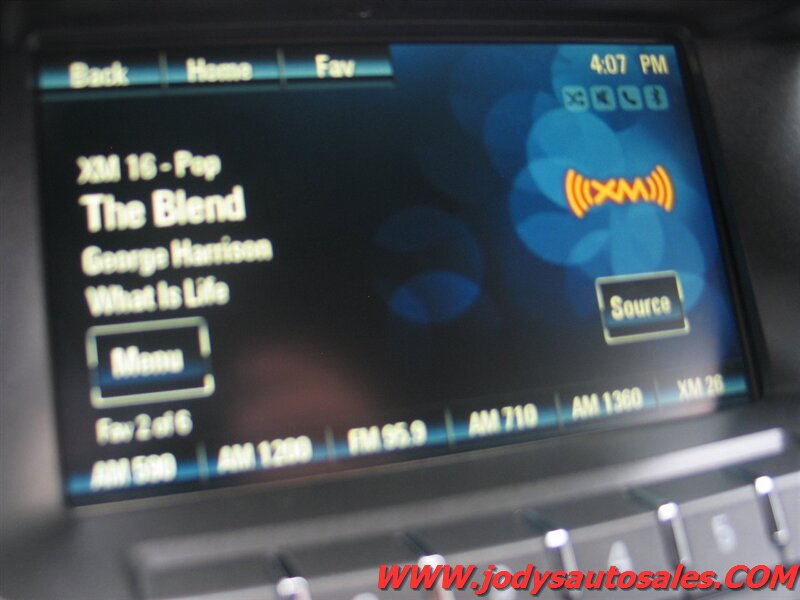 Back Home Fav
4:07 PM
XM 16 - Pop
The Blend
XM
George Harrison
What Is Life
Source
Menu
Fav 2 of 6
AM 590 AM 1200 FM 95.9 AM 710 AM 1360 XM 26
4 5
WWW.jodysautosales.COM